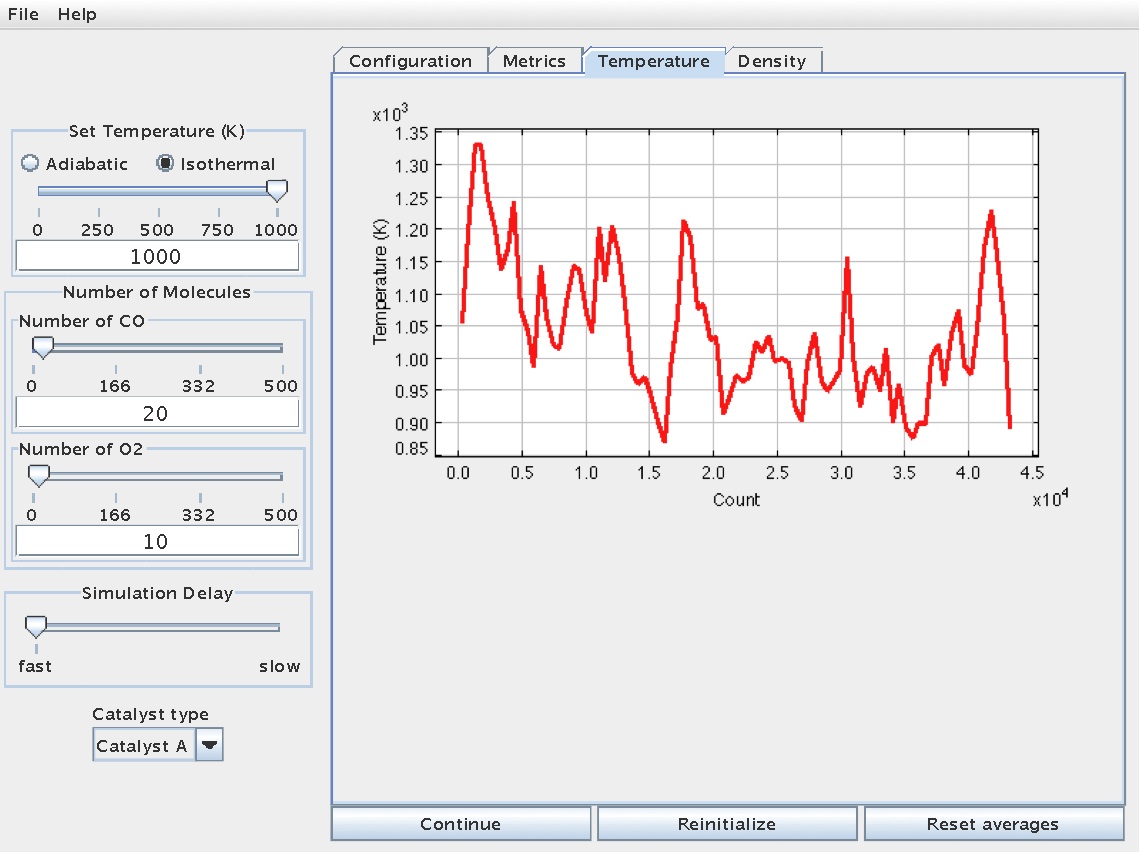 File Help
Configuration Metrics Temperature Density
Set Temperature (K)
Adiabatic Isothermal
0 250 500 750 1000
1000
Number of Molecules
Number of CO
0 166 332 500
20
Number of O2
0 166 332 500
10
Simulation Delay
fast slow
Catalyst type
Catalyst A
x10³
1.35
1.30
1.25
1.20
1.15
1.10
1.05
1.00
0.95
0.90
0.85
Temperature (K)
0.0 0.5 1.0 1.5 2.0 2.5 3.0 3.5 4.0 4.5
Count
x10⁴
Continue Reinitialize Reset averages